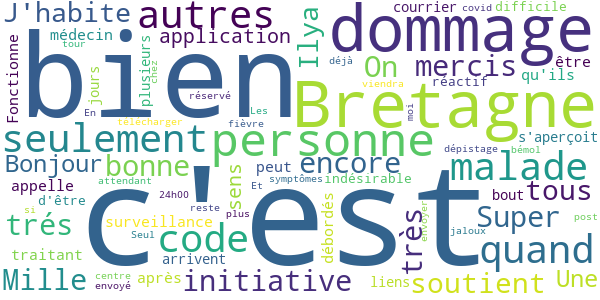 J'habite autres dommage courrier covid difficile
médecin application Ilya On mercis être
tour plusieurs chez déjà réactif qu'ils
Fonctionne bien jours réservé viendra moi
En télécharger Les Bretagne
seulement fièvre personne s'aperçoit
Bonjour bonne dépistage bémol
appelle c'est sens peut encore malade
attendant Et symptômes indésirable
d'être 24h00 bout tous
si trés surveillance plus reste débordés très envoyer Super post
Seul code jaloux quand
traitant arrivent
Mille centre envoyé après initiative liens soutient Une